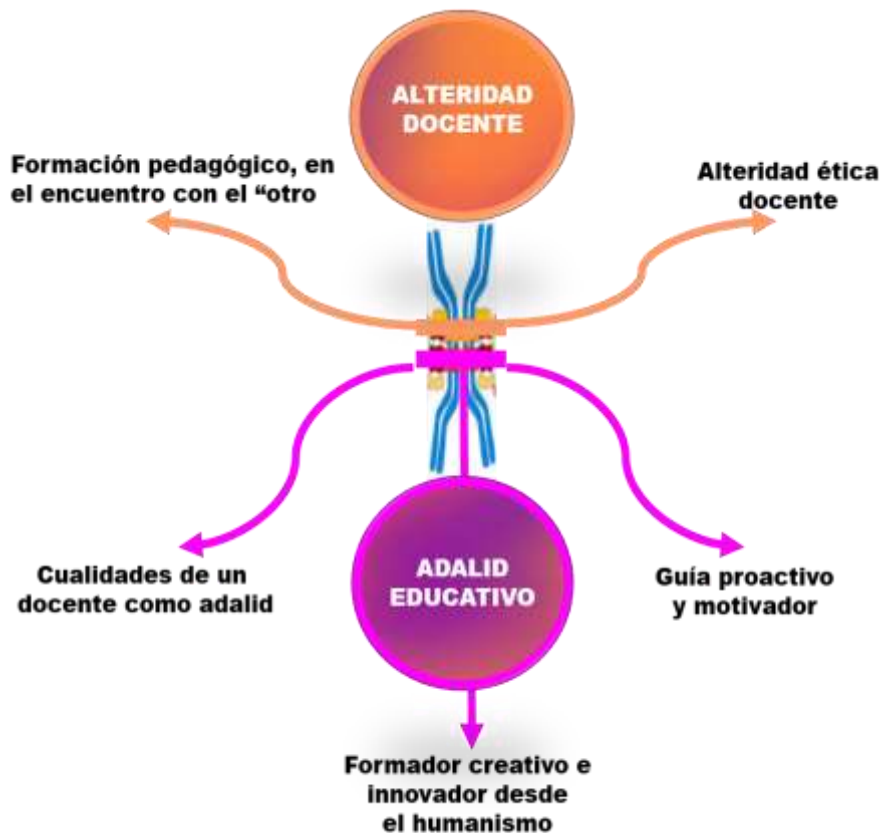 ALTERIDAD
DOCENTE
Formación pedagógico, en
el encuentro con el “otro
Alteridad ética
docente
Cualidades de un
docente como adalid
ADALID
EDUCATIVO
Guía proactivo
y motivador
Formador creativo e
innovador desde
el humanismo